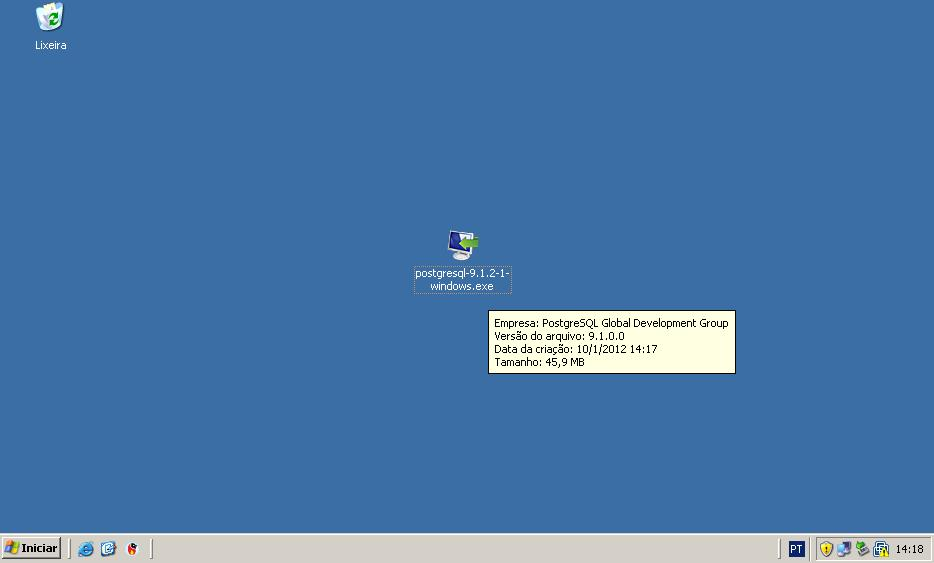 Lixeira
postgresql-9.1.2-1-
windows.exe
Empresa: PostgreSQL Global Development Group
Versão do arquivo: 9.1.0.0
Data da criação: 10/1/2012 14:17
Tamanho: 45,9 MB
Iniciar
PT
14:18